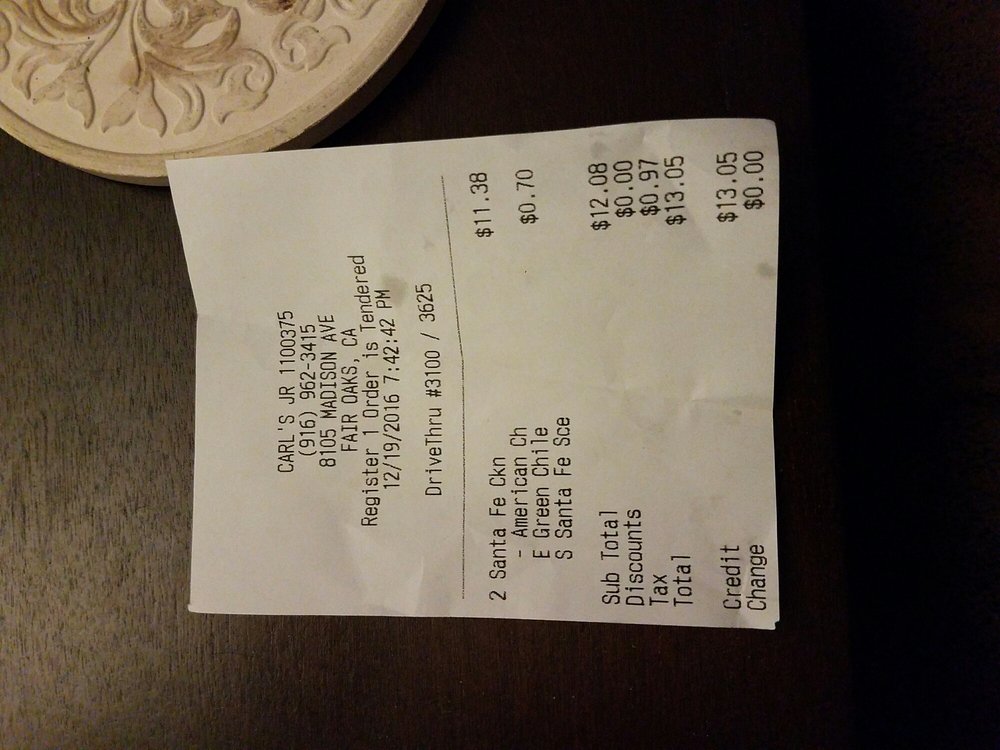 CARL'S JR 1100375
(916) 962-3415
8105 MADISON AVE
FAIR OAKS, CA
Register 1 Order is Tendered
12/19/2016 7:42:42 PM
DriveThru #3100 / 3625
2 Santa Fe Ckn $11.38
- American Ch
E Green Chile $0.70
S Santa Fe Sce
Sub Total $12.08
Discounts $0.00
Tax $0.97
Total $13.05
Credit $13.05
Change $0.00